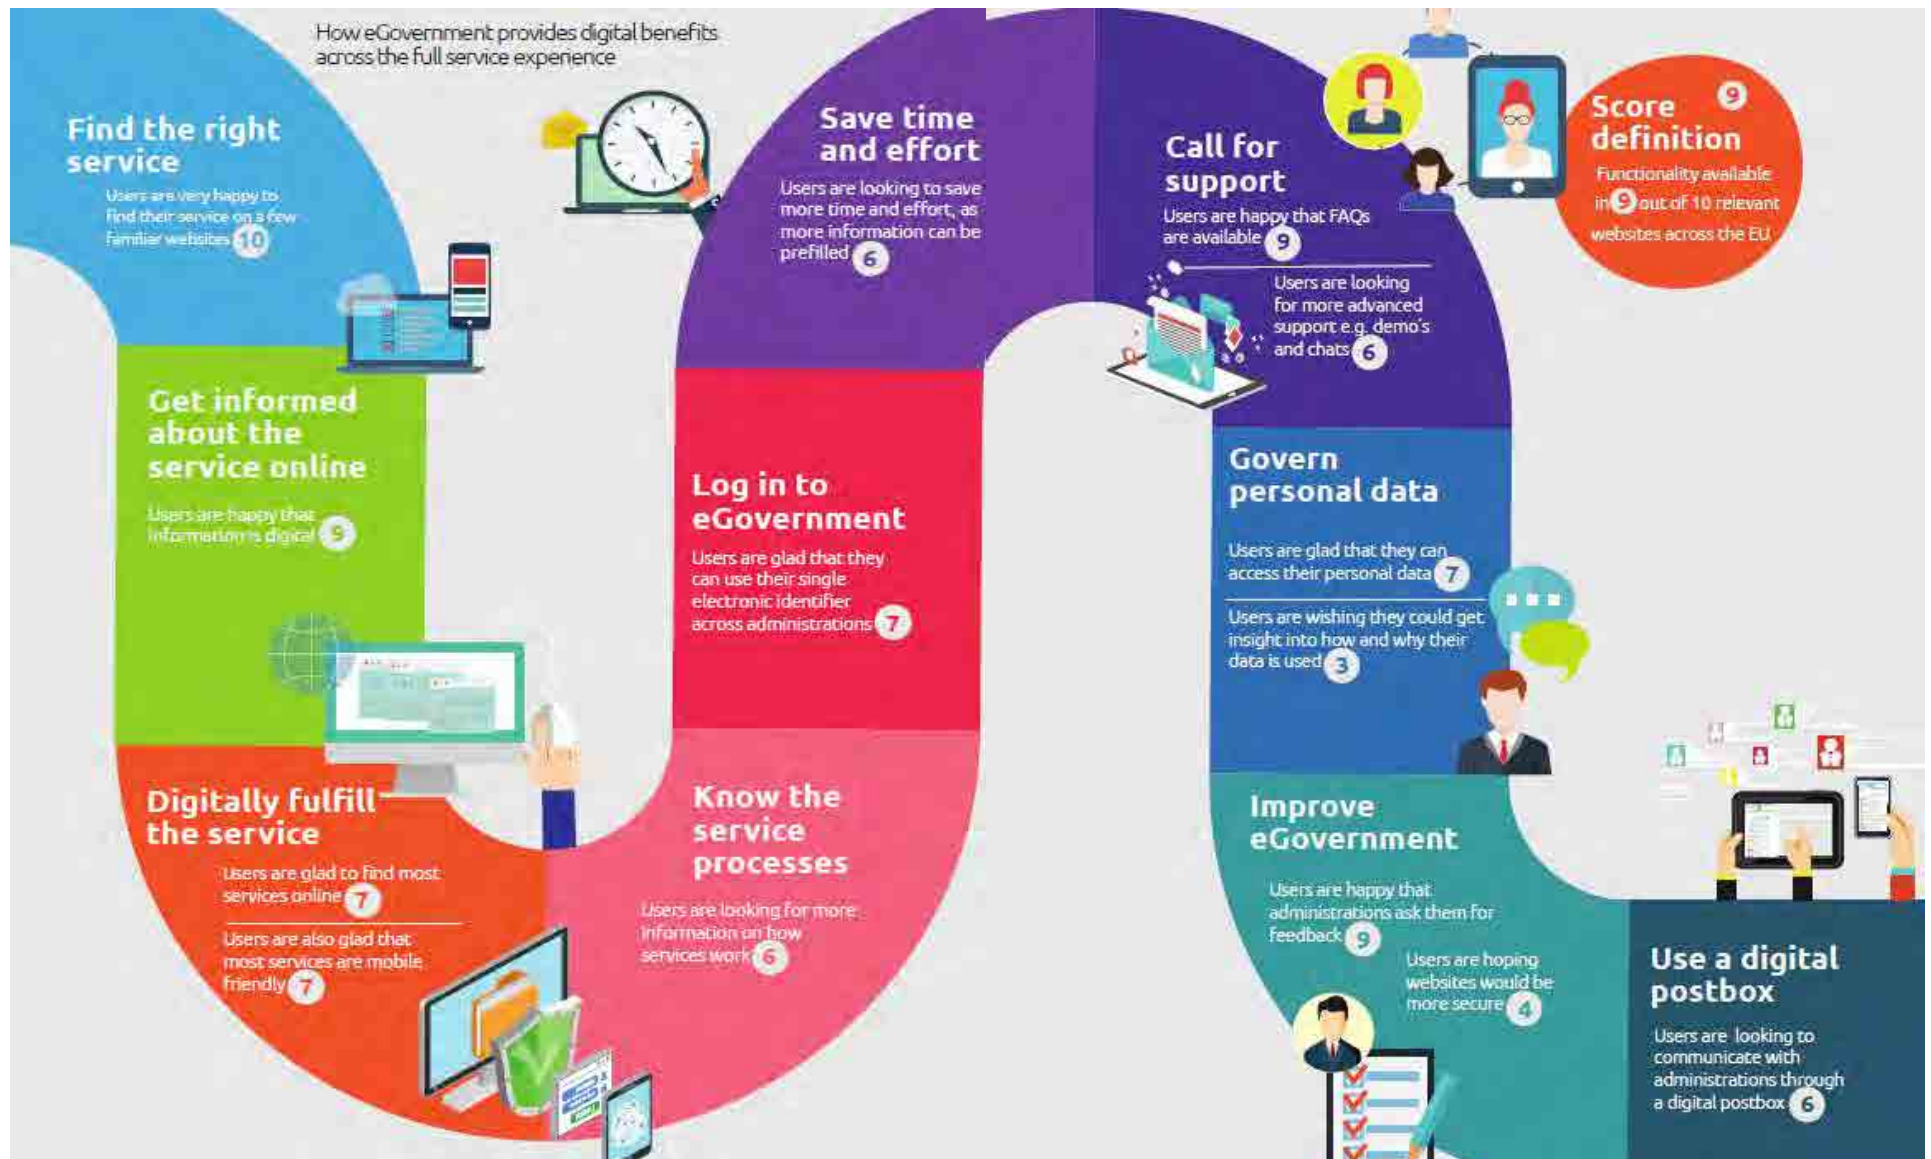 How eGovernment provides digital benefits
across the full service experience
Find the right
service
Users are very happy to
find their service on a few
familiar websites 10
Get informed
about the
service online
Users are happy that
information is digital 9
Digitally fulfill
the service
Users are glad to find most
services online 7
Users are also glad that
most services are mobile
friendly 7
Know the
service
processes
Users are looking for more
information on how
services work 6
Log in to
eGovernment
Users are glad that they
can use their single
electronic identifier
across administrations 7
Save time
and effort
Users are looking to save
more time and effort, as
more information can be
prefilled 6
Call for
support
Users are happy that FAQs
are available 9
Users are looking
for more advanced
support e.g. demo's
and chats 6
Govern
personal data
Users are glad that they can
access their personal data 7
Users are wishing they could get
insight into how and why their
data is used 3
Improve
eGovernment
Users are happy that
administrations ask them for
feedback 9
Users are hoping
websites would be
more secure 4
Use a digital
postbox
Users are looking to
communicate with
administrations through
a digital postbox 6
Score 9
definition
Functionality available
in 9 out of 10 relevant
websites across the EU